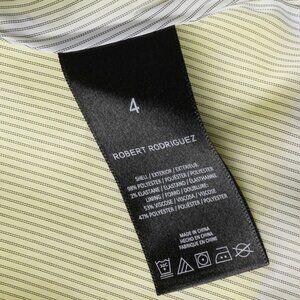 4
ROBERT RODRIGUEZ
SHELL / EXTERIOR / EXTÉRIEUR:
98% POLYESTER / POLIÉSTER / POLYESTER
2% ELASTANE / ELASTANO / ÉLASTHANNE
LINING / FORRO / DOUBLURE:
53% VISCOSE / VISCOSA / VISCOSE
47% POLYESTER / POLIÉSTER / POLYESTER
MADE IN CHINA
HECHO EN CHINA
FABRIQUÉ EN CHINE